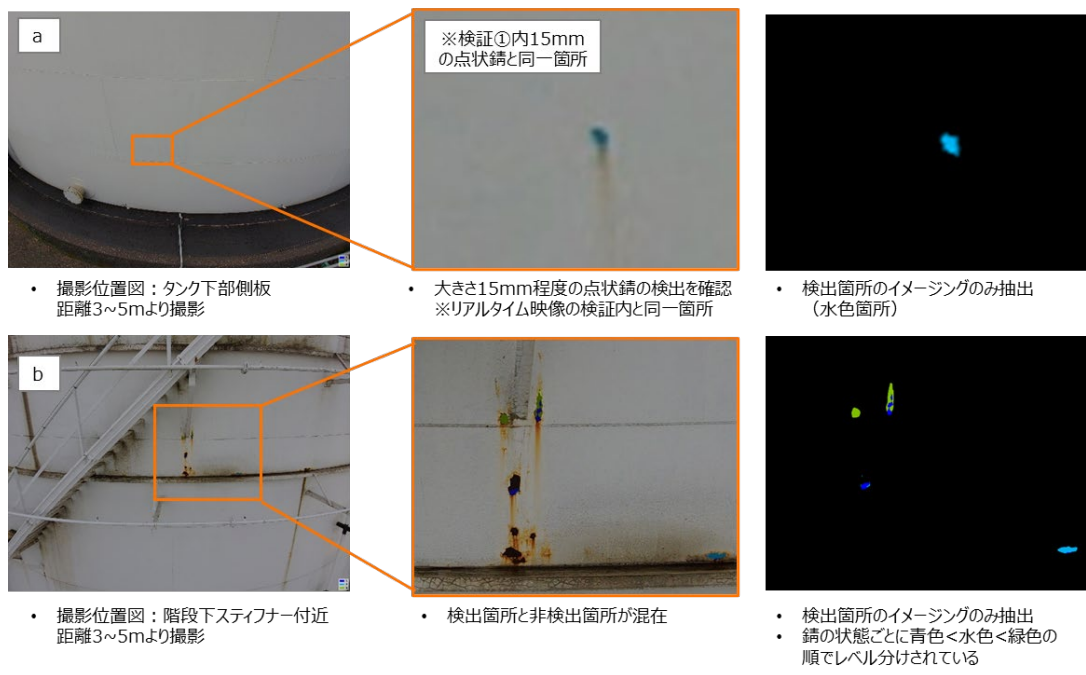 a
※検証①内15mm
の点状錆と同一箇所
• 撮影位置図：タンク下部側板
距離3~5mより撮影
• 大きさ15mm程度の点状錆の検出を確認
※リアルタイム映像の検証内と同一箇所
• 検出箇所のイメージングのみ抽出
（水色箇所）
b
• 撮影位置図：階段下スティフナー付近
距離3~5mより撮影
• 検出箇所と非検出箇所が混在
• 検出箇所のイメージングのみ抽出
• 錆の状態ごとに青色<水色<緑色の
順でレベル分けされている